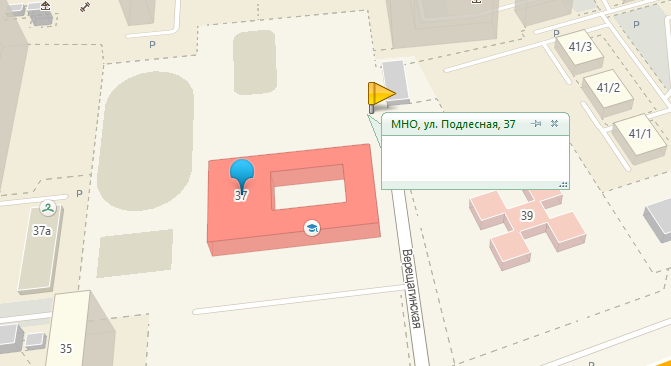 P
P
41/3
41/2
МНО, ул. Подлесная, 37
41/1
37
P
39
37а
Верещагинская
35
P